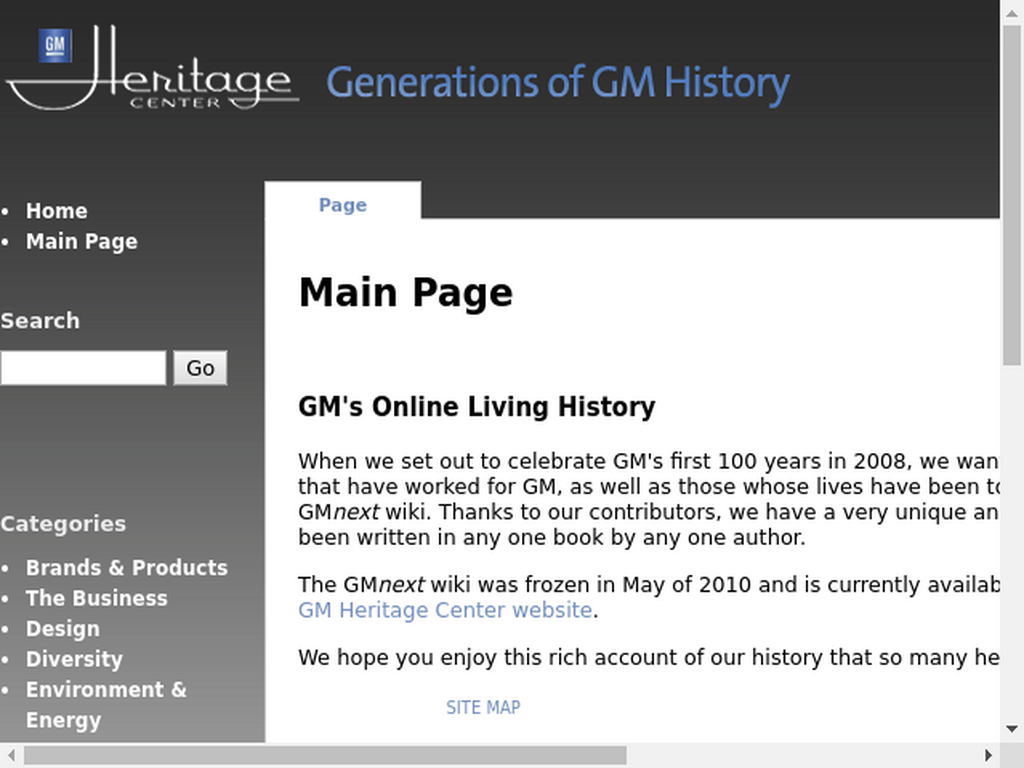 GM
Heritage
CENTER
Generations of GM History
Home
Main Page
Search
Go
Categories
Brands & Products
The Business
Design
Diversity
Environment &
Energy
Page
Main Page
GM's Online Living History
When we set out to celebrate GM's first 100 years in 2008, we wan
that have worked for GM, as well as those whose lives have been to
GMnext wiki. Thanks to our contributors, we have a very unique an
been written in any one book by any one author.
The GMnext wiki was frozen in May of 2010 and is currently availab
GM Heritage Center website.
We hope you enjoy this rich account of our history that so many he
SITE MAP